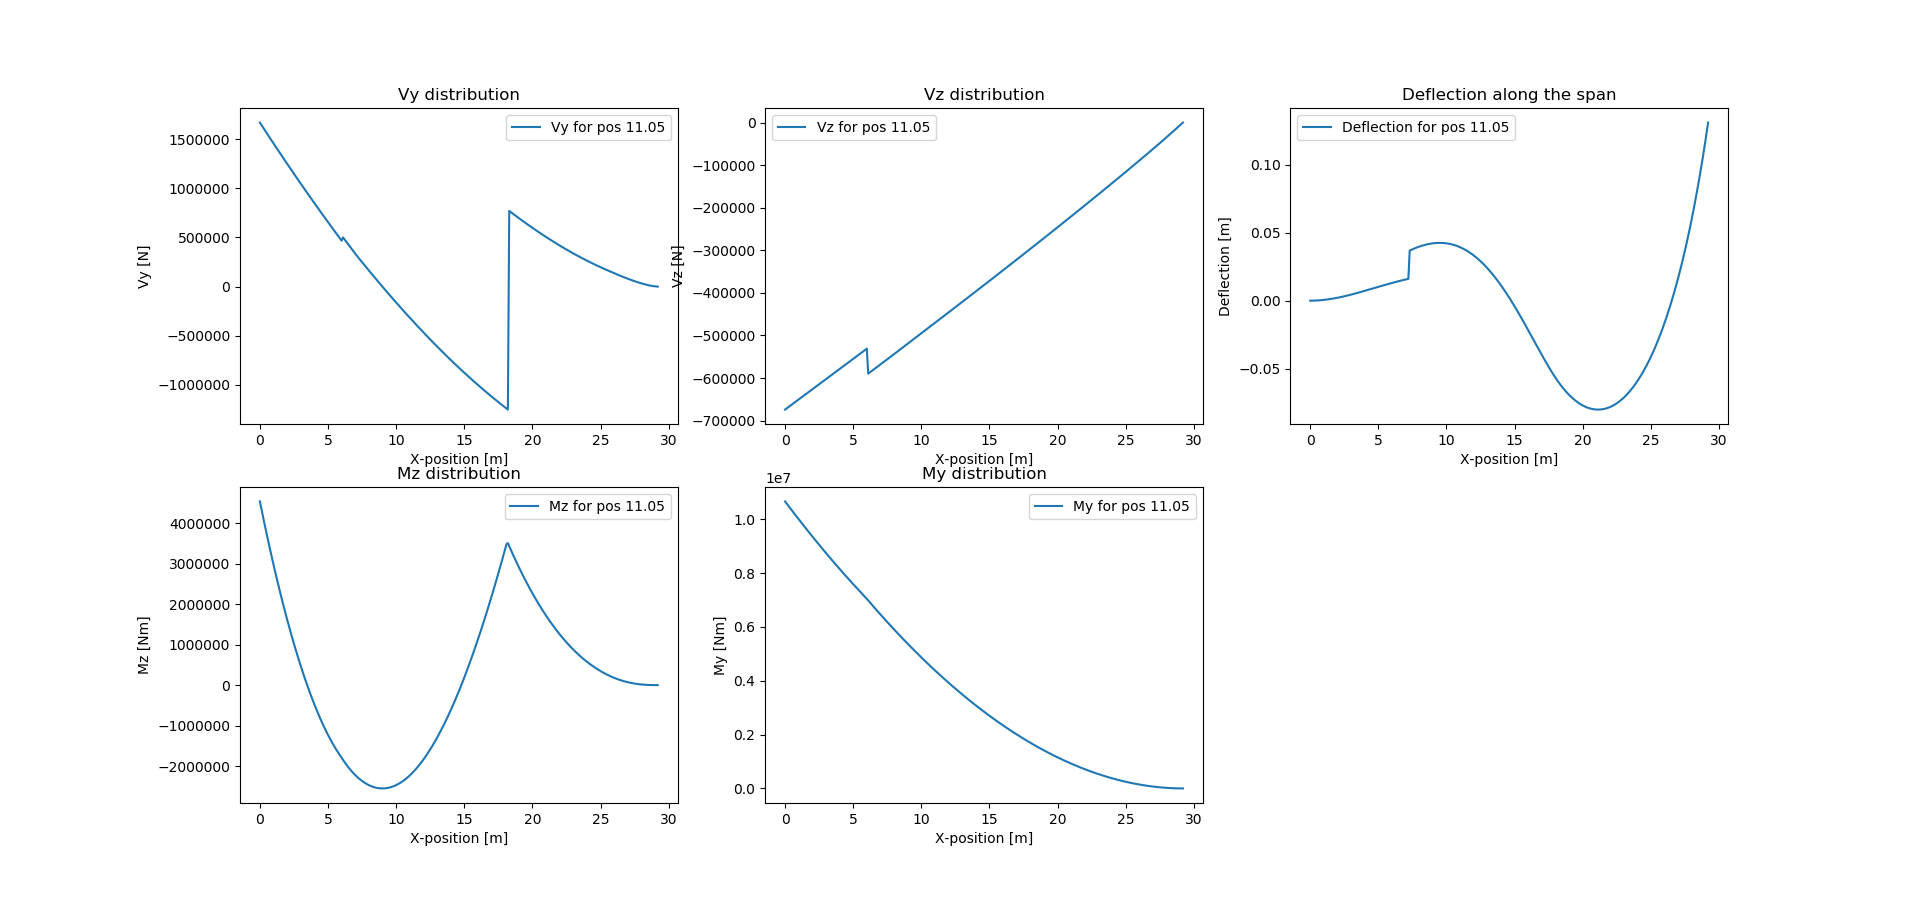 Vy distribution
Vy for pos 11.05
1500000
1000000
500000
0
−500000
−1000000
Vy [N]
0 5 10 15 20 25 30
X-position [m]
Vz distribution
Vz for pos 11.05
0
−100000
−200000
−300000
−400000
−500000
−600000
−700000
Vz [N]
0 5 10 15 20 25 30
X-position [m]
Deflection along the span
Deflection for pos 11.05
0.10
0.05
0.00
−0.05
Deflection [m]
0 5 10 15 20 25 30
X-position [m]
Mz distribution
Mz for pos 11.05
4000000
3000000
2000000
1000000
0
−1000000
−2000000
Mz [Nm]
0 5 10 15 20 25 30
X-position [m]
My distribution
1e7
My for pos 11.05
1.0
0.8
0.6
0.4
0.2
0.0
My [Nm]
0 5 10 15 20 25 30
X-position [m]